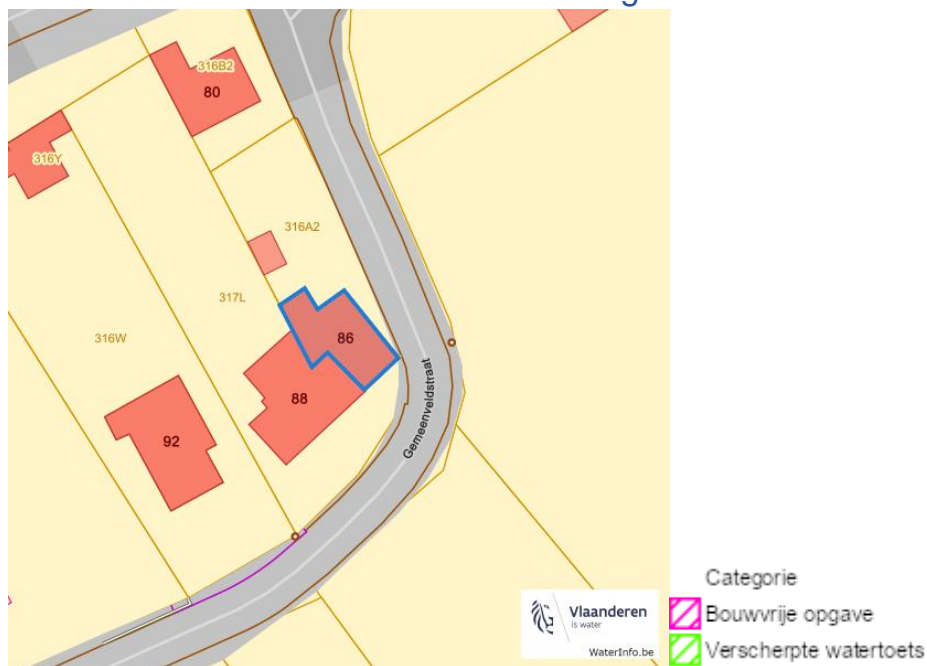 316B2
80
316Y
316A2
317L
316W
86
88
92
Gemeenveldstraat
Vlaanderen
is water
WaterInfo.be
Categorie
Bouwvrije opgave
Verscherpte watertoets